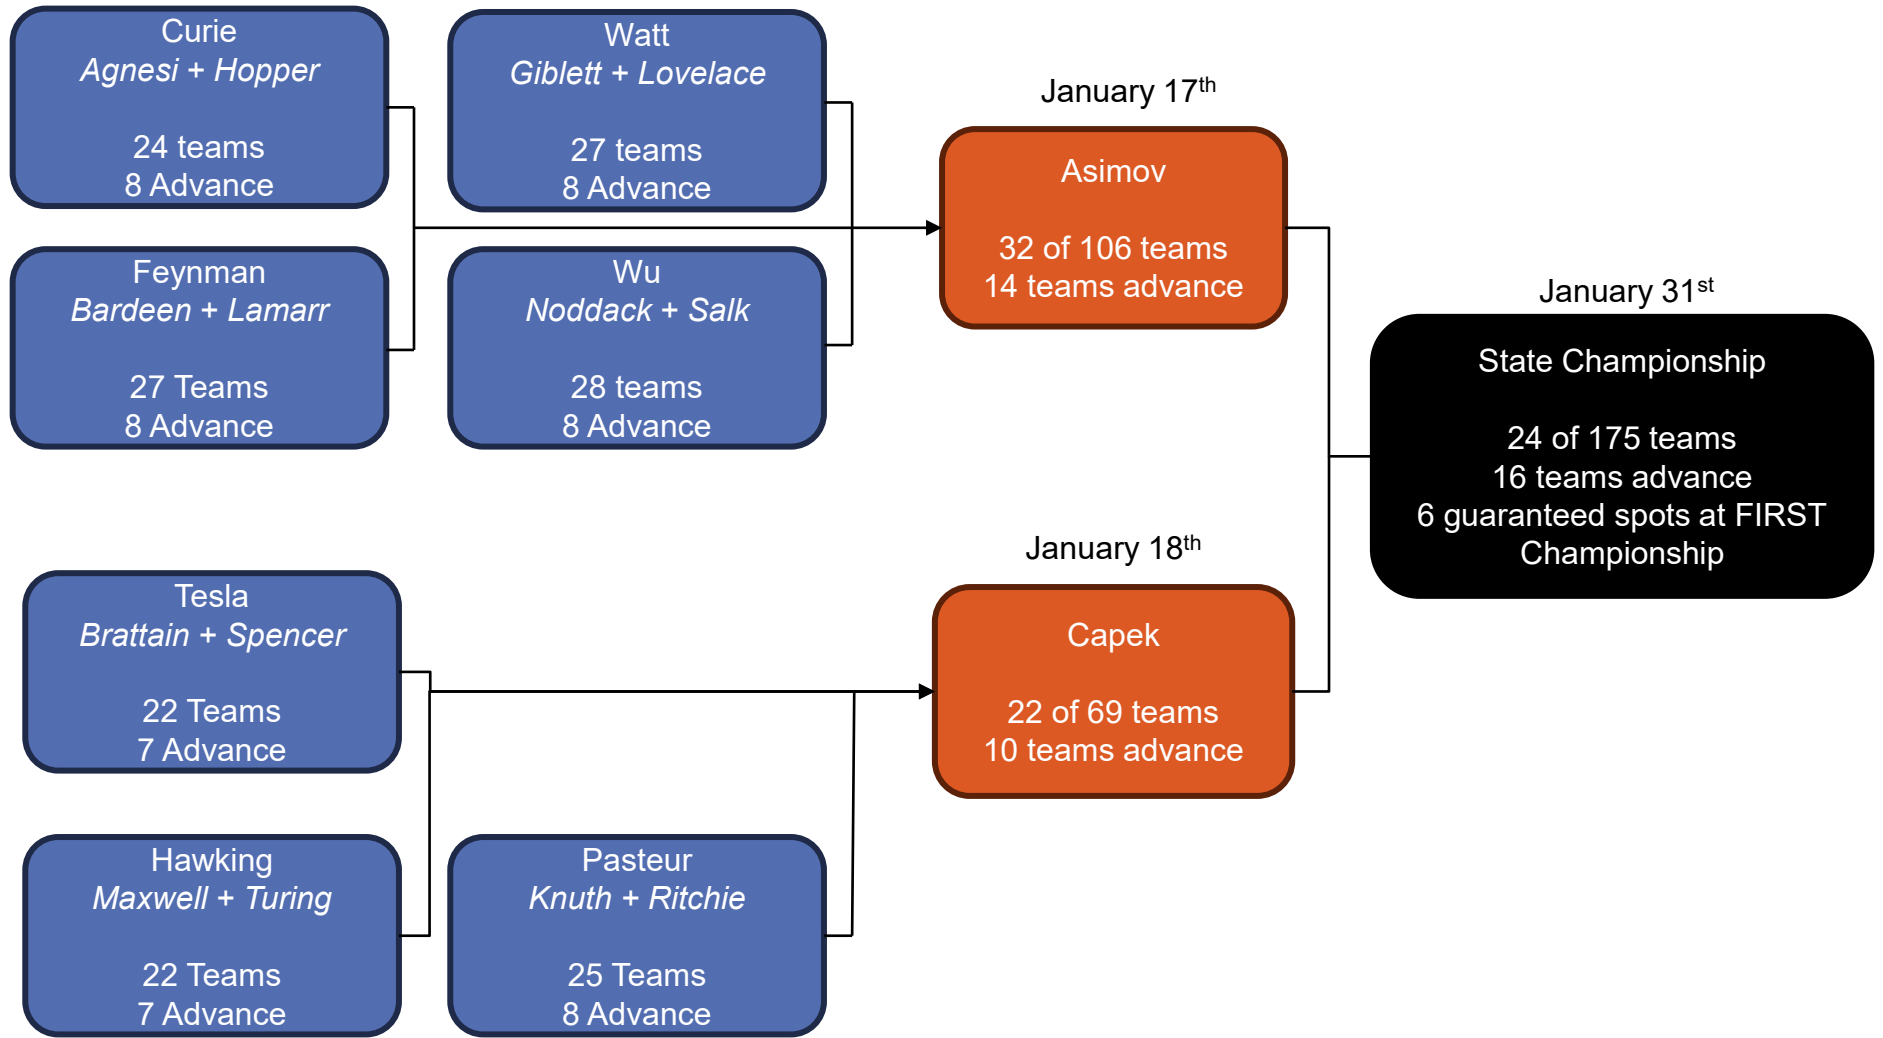 Curie
Agnesi + Hopper
24 teams
8 Advance
Watt
Giblett + Lovelace
27 teams
8 Advance
Feynman
Bardeen + Lamarr
27 Teams
8 Advance
Wu
Noddack + Salk
28 teams
8 Advance
January 17th
Asimov
32 of 106 teams
14 teams advance
January 31st
State Championship
24 of 175 teams
16 teams advance
6 guaranteed spots at FIRST
Championship
Tesla
Brattain + Spencer
22 Teams
7 Advance
Hawking
Maxwell + Turing
22 Teams
7 Advance
Pasteur
Knuth + Ritchie
25 Teams
8 Advance
January 18th
Capek
22 of 69 teams
10 teams advance